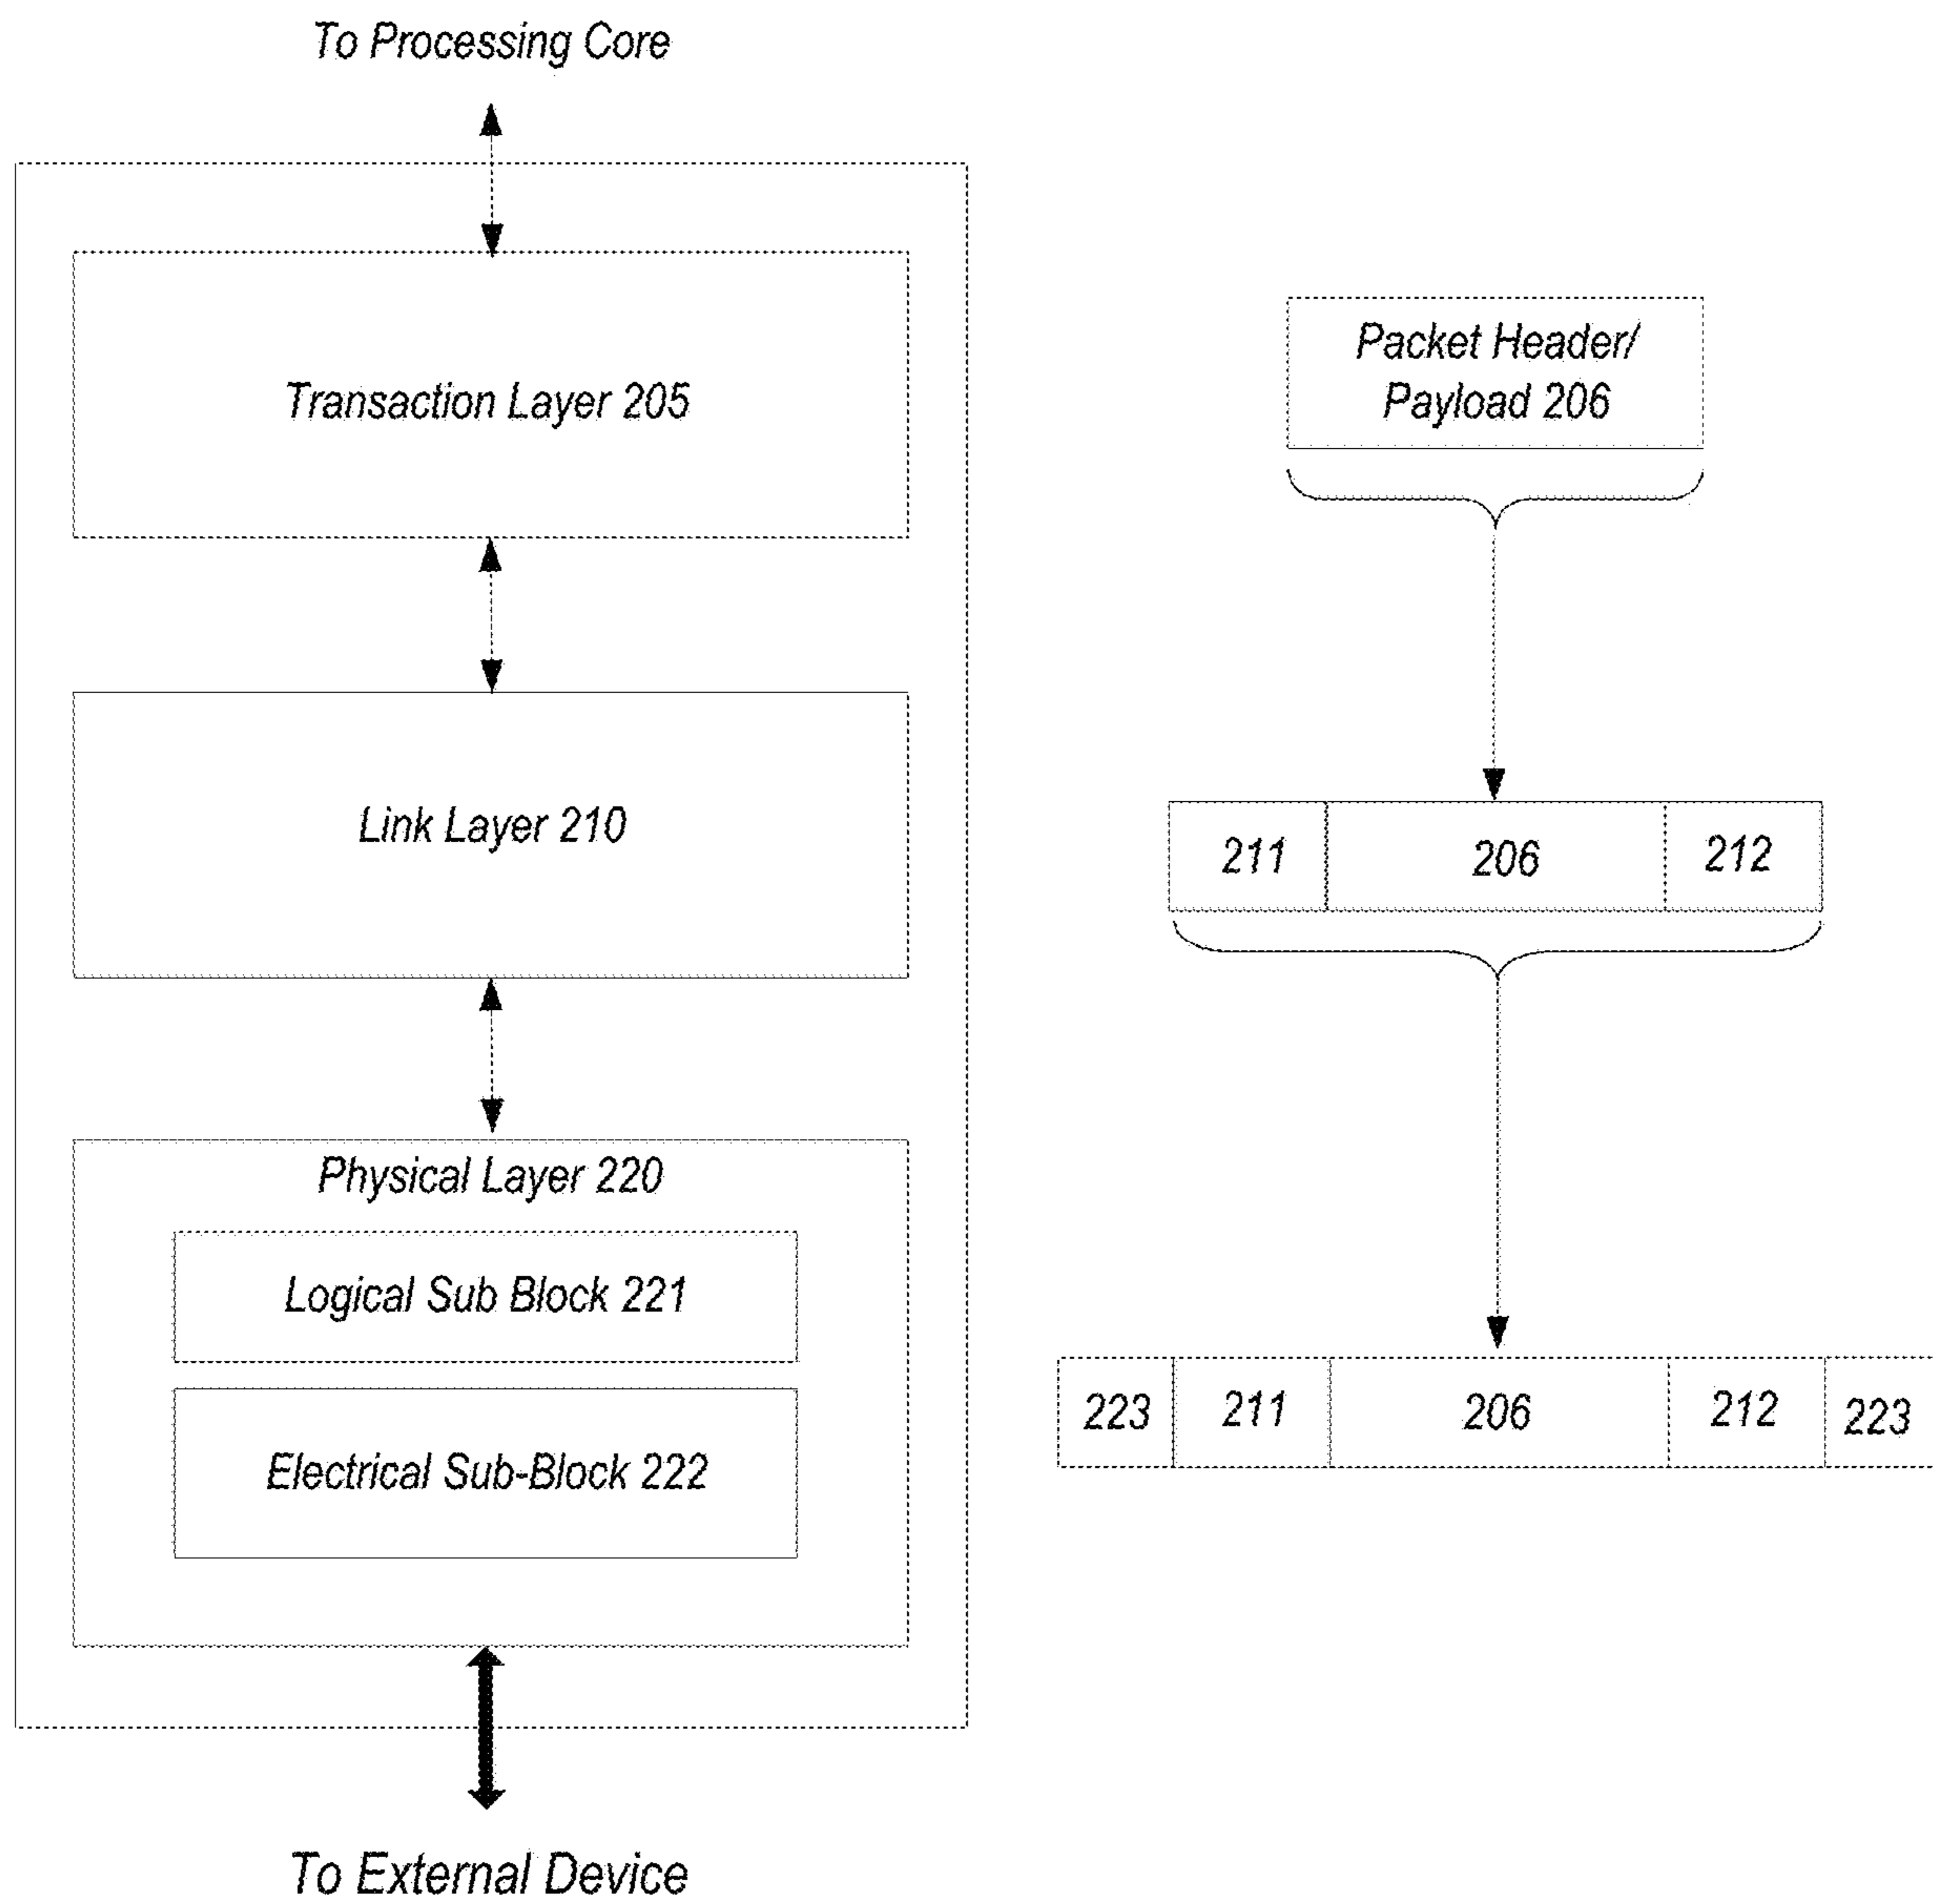 To Processing Core
Transaction Layer 205
Packet Header/
Payload 206
Link Layer 210
211 206 212
Physical Layer 220
Logical Sub Block 221
Electrical Sub-Block 222
223 211 206 212 223
To External Device